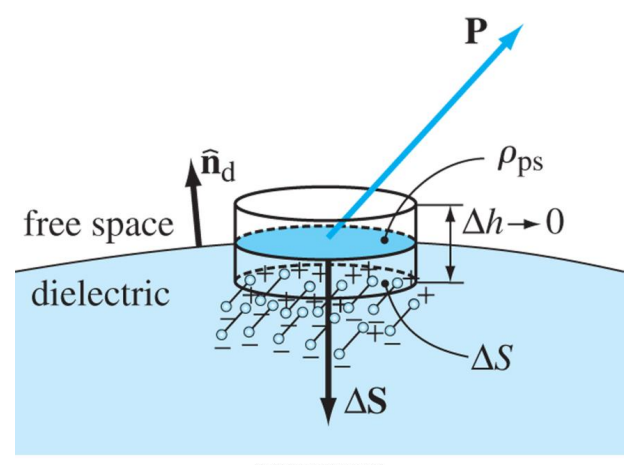 P
n̂d
ρps
free space
Δh→0
dielectric
+ + + + + + + + + + + +
− − − − − − − − − − − −
ΔS
ΔS